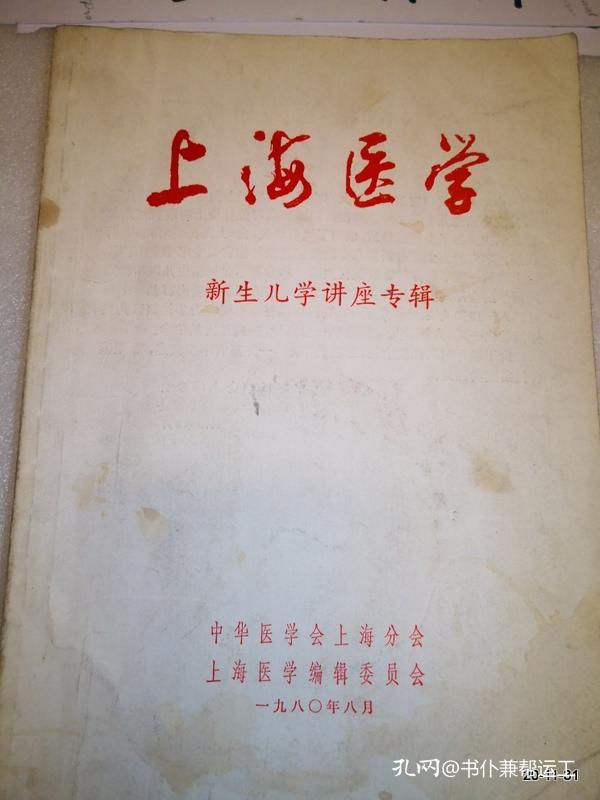 上海医学
新生儿学讲座专辑
中华医学会上海分会
上海医学编辑委员会
一九八〇年八月
孔网@书仆兼帮运工